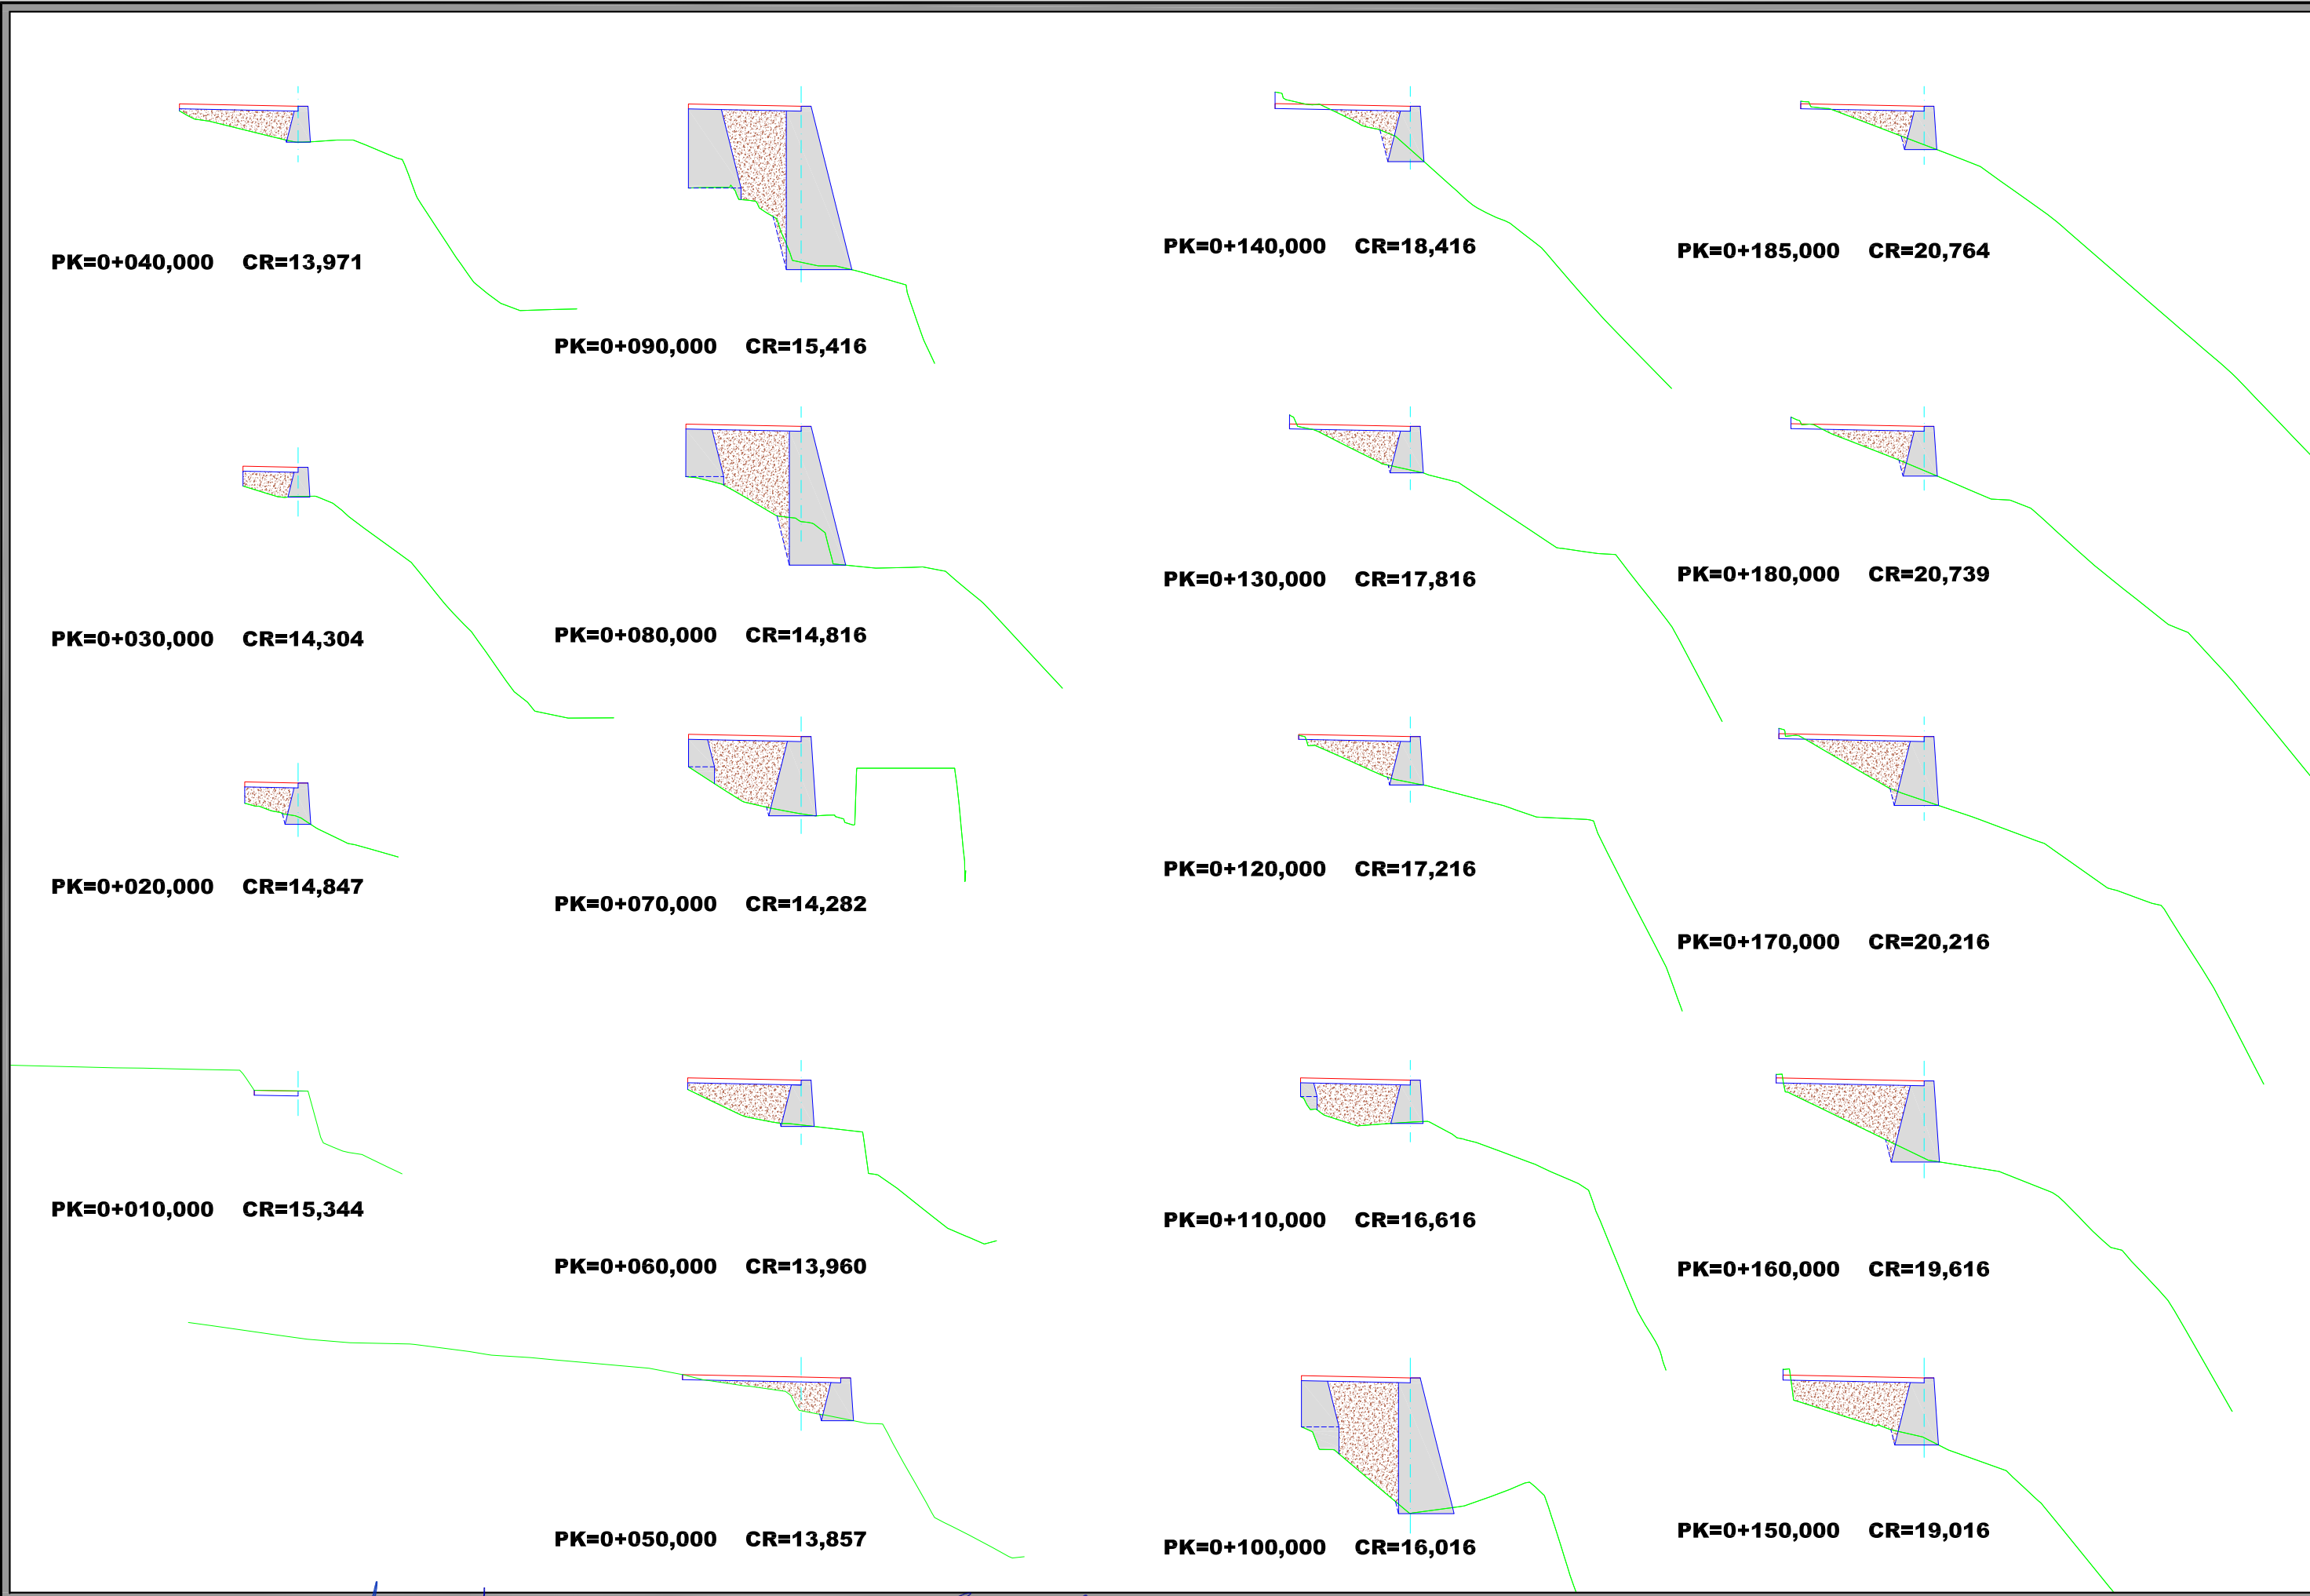 PK=0+040,000 CR=13,971
PK=0+090,000 CR=15,416
PK=0+140,000 CR=18,416
PK=0+185,000 CR=20,764
PK=0+030,000 CR=14,304
PK=0+080,000 CR=14,816
PK=0+130,000 CR=17,816
PK=0+180,000 CR=20,739
PK=0+020,000 CR=14,847
PK=0+070,000 CR=14,282
PK=0+120,000 CR=17,216
PK=0+170,000 CR=20,216
PK=0+010,000 CR=15,344
PK=0+060,000 CR=13,960
PK=0+110,000 CR=16,616
PK=0+160,000 CR=19,616
PK=0+050,000 CR=13,857
PK=0+100,000 CR=16,016
PK=0+150,000 CR=19,016